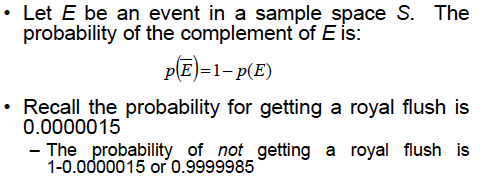 • Let E be an event in a sample space S. The
probability of the complement of E is:
p(E̅)=1– p(E)
• Recall the probability for getting a royal flush is
0.0000015
– The probability of not getting a royal flush is
1-0.0000015 or 0.9999985